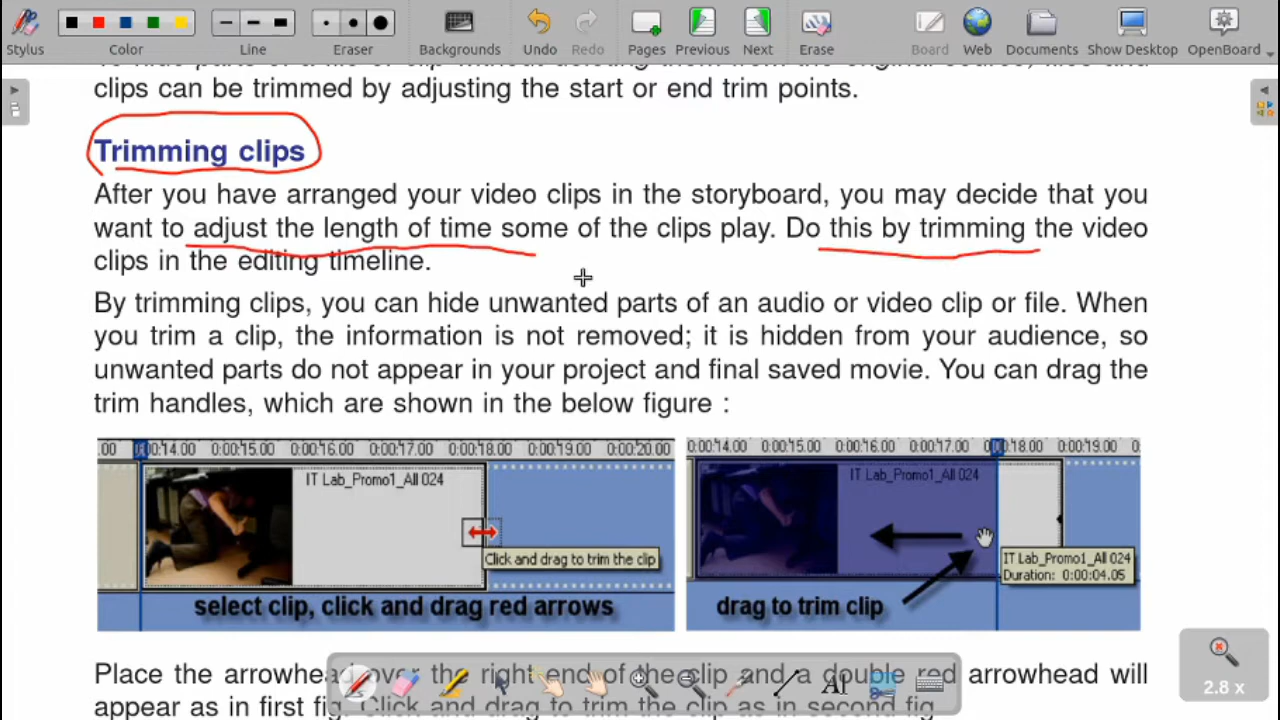 Stylus Color Line Eraser Backgrounds Undo Redo Pages Previous Next Erase Board Web Documents Show Desktop OpenBoard
clips can be trimmed by adjusting the start or end trim points.
Trimming clips
After you have arranged your video clips in the storyboard, you may decide that you
want to adjust the length of time some of the clips play. Do this by trimming the video
clips in the editing timeline.
By trimming clips, you can hide unwanted parts of an audio or video clip or file. When
you trim a clip, the information is not removed; it is hidden from your audience, so
unwanted parts do not appear in your project and final saved movie. You can drag the
trim handles, which are shown in the below figure :
.00 0:00:14.00 0:00:15.00 0:00:16.00 0:00:17.00 0:00:18.00 0:00:19.00 0:00:20.00
IT Lab_Promo1_All 024
Click and drag to trim the clip
select clip, click and drag red arrows
0:00:14.00 0:00:15.00 0:00:16.00 0:00:17.00 0:00:18.00 0:00:19.00
IT Lab_Promo1_All 024
IT Lab_Promo1_All 024
Duration: 0:00:04.05
drag to trim clip
Place the arrowhead over the right end of the clip and a double red arrowhead will
appear as in first fig. Click and drag to trim the clip as in second fig
2.8 x